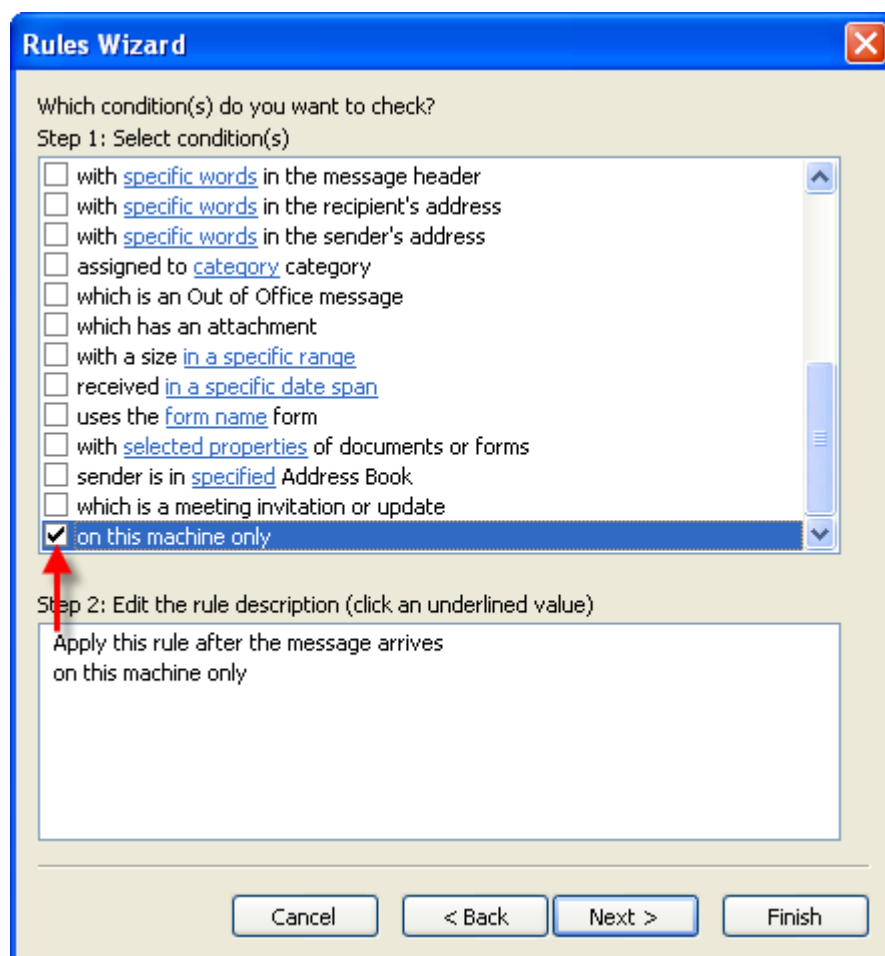 Rules Wizard
Which condition(s) do you want to check?
Step 1: Select condition(s)
with specific words in the message header
with specific words in the recipient's address
with specific words in the sender's address
assigned to category category
which is an Out of Office message
which has an attachment
with a size in a specific range
received in a specific date span
uses the form name form
with selected properties of documents or forms
sender is in specified Address Book
which is a meeting invitation or update
on this machine only
Step 2: Edit the rule description (click an underlined value)
Apply this rule after the message arrives
on this machine only
Cancel < Back Next > Finish